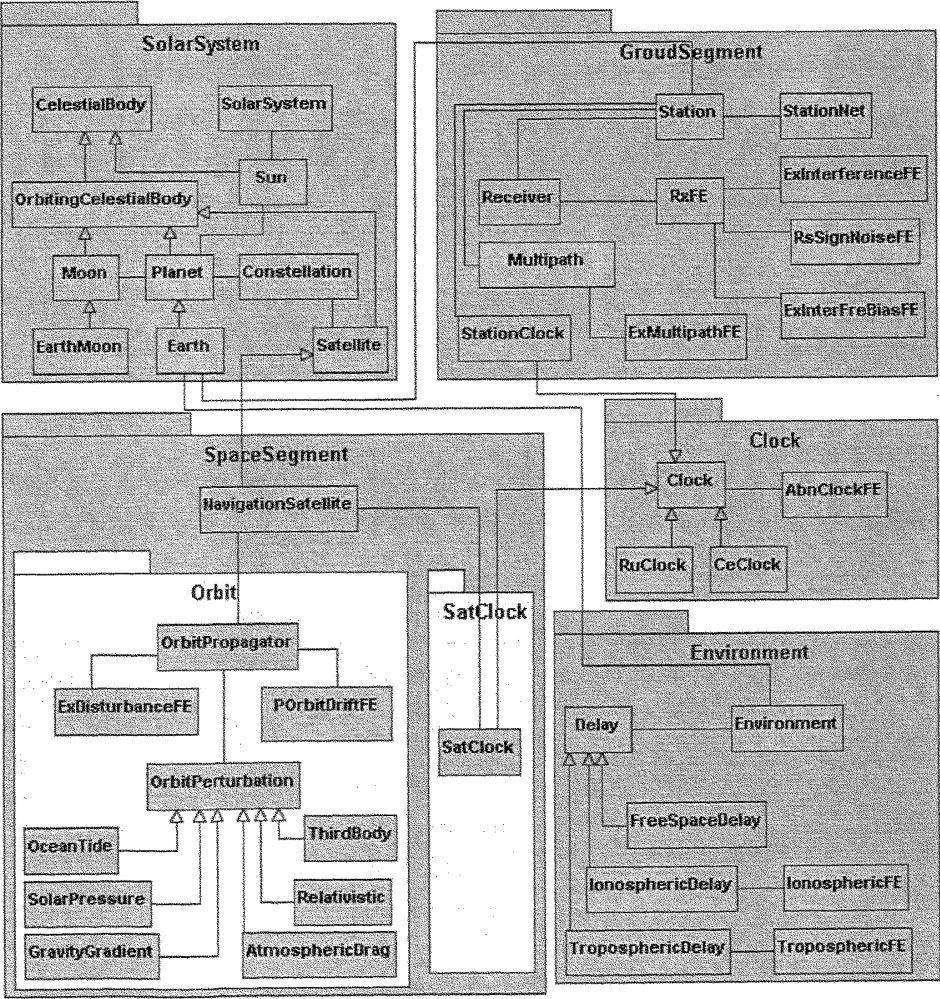 SolarSystem
CelestialBody
SolarSystem
Sun
OrbitingCelestialBody
Moon
Planet
Constellation
EarthMoon
Earth
Satellite
GroudSegment
Station
StationNet
ExInterferenceFE
Receiver
RxFE
RsSignNoiseFE
Multipath
ExInterFreBiasFE
StationClock
ExMultipathFE
SpaceSegment
NavigationSatellite
Orbit
OrbitPropagator
ExDisturbanceFE
POrbitDriftFE
OrbitPerturbation
OceanTide
ThirdBody
SolarPressure
Relativistic
GravityGradient
AtmosphericDrag
SatClock
SatClock
Clock
Clock
AbnClockFE
RuClock
CeClock
Environment
Delay
Environment
FreeSpaceDelay
IonosphericDelay
IonosphericFE
TroposphericDelay
TroposphericFE